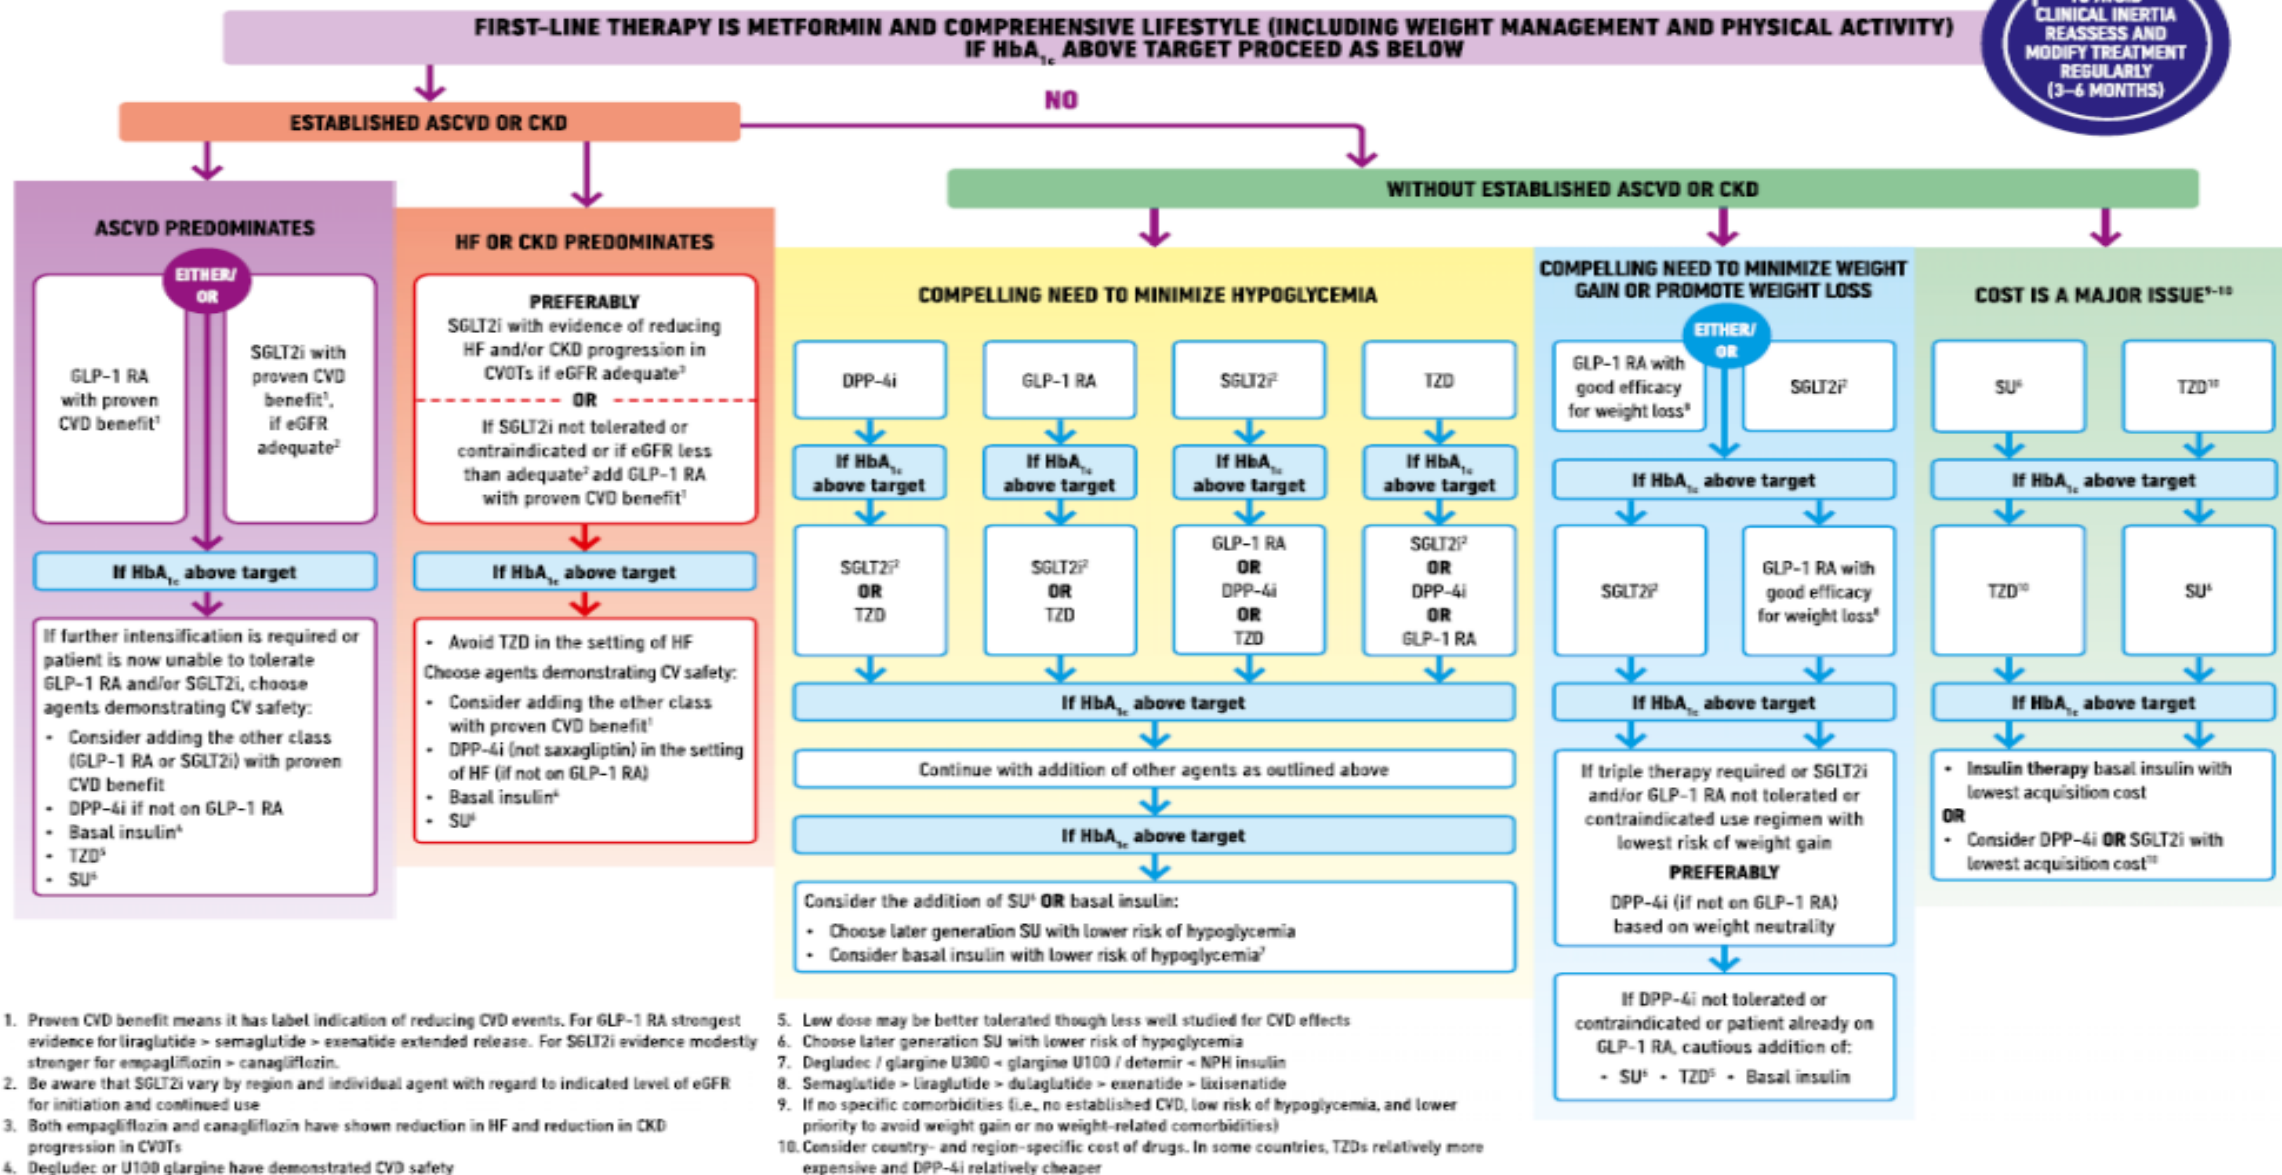 FIRST-LINE THERAPY IS METFORMIN AND COMPREHENSIVE LIFESTYLE (INCLUDING WEIGHT MANAGEMENT AND PHYSICAL ACTIVITY)
IF HbA1c ABOVE TARGET PROCEED AS BELOW
CLINICAL INERTIA
REASSESS AND
MODIFY TREATMENT
REGULARLY
(3–6 MONTHS)
NO
ESTABLISHED ASCVD OR CKD
WITHOUT ESTABLISHED ASCVD OR CKD
ASCVD PREDOMINATES
EITHER/
OR
GLP-1 RA
with proven
CVD benefit1
SGLT2i with
proven CVD
benefit1,
if eGFR
adequate2
If HbA1c above target
If further intensification is required or
patient is now unable to tolerate
GLP-1 RA and/or SGLT2i, choose
agents demonstrating CV safety:
• Consider adding the other class
(GLP-1 RA or SGLT2i) with proven
CVD benefit
• DPP-4i if not on GLP-1 RA
• Basal insulin4
• TZD5
• SU6
HF OR CKD PREDOMINATES
PREFERABLY
SGLT2i with evidence of reducing
HF and/or CKD progression in
CVOTs if eGFR adequate3
OR
If SGLT2i not tolerated or
contraindicated or if eGFR less
than adequate2 add GLP-1 RA
with proven CVD benefit1
If HbA1c above target
• Avoid TZD in the setting of HF
Choose agents demonstrating CV safety:
• Consider adding the other class
with proven CVD benefit1
• DPP-4i (not saxagliptin) in the setting
of HF (if not on GLP-1 RA)
• Basal insulin4
• SU6
COMPELLING NEED TO MINIMIZE HYPOGLYCEMIA
DPP-4i
GLP-1 RA
SGLT2i2
TZD
If HbA1c
above target
If HbA1c
above target
If HbA1c
above target
If HbA1c
above target
SGLT2i2
OR
TZD
SGLT2i2
OR
TZD
GLP-1 RA
OR
DPP-4i
OR
TZD
SGLT2i2
OR
DPP-4i
OR
GLP-1 RA
If HbA1c above target
Continue with addition of other agents as outlined above
If HbA1c above target
Consider the addition of SU6 OR basal insulin:
• Choose later generation SU with lower risk of hypoglycemia
• Consider basal insulin with lower risk of hypoglycemia7
COMPELLING NEED TO MINIMIZE WEIGHT
GAIN OR PROMOTE WEIGHT LOSS
EITHER/
OR
GLP-1 RA with
good efficacy
for weight loss8
SGLT2i2
If HbA1c above target
SGLT2i2
GLP-1 RA with
good efficacy
for weight loss8
If HbA1c above target
If triple therapy required or SGLT2i
and/or GLP-1 RA not tolerated or
contraindicated use regimen with
lowest risk of weight gain
PREFERABLY
DPP-4i (if not on GLP-1 RA)
based on weight neutrality
If DPP-4i not tolerated or
contraindicated or patient already on
GLP-1 RA, cautious addition of:
• SU6 • TZD5 • Basal insulin
COST IS A MAJOR ISSUE9-10
SU6
TZD10
If HbA1c above target
TZD10
SU6
If HbA1c above target
• Insulin therapy basal insulin with
lowest acquisition cost
OR
• Consider DPP-4i OR SGLT2i with
lowest acquisition cost10
1. Proven CVD benefit means it has label indication of reducing CVD events. For GLP-1 RA strongest
evidence for liraglutide > semaglutide > exenatide extended release. For SGLT2i evidence modestly
stronger for empagliflozin > canagliflozin.
2. Be aware that SGLT2i vary by region and individual agent with regard to indicated level of eGFR
for initiation and continued use
3. Both empagliflozin and canagliflozin have shown reduction in HF and reduction in CKD
progression in CVOTs
4. Degludec or U100 glargine have demonstrated CVD safety
5. Low dose may be better tolerated though less well studied for CVD effects
6. Choose later generation SU with lower risk of hypoglycemia
7. Degludec / glargine U300 < glargine U100 / detemir < NPH insulin
8. Semaglutide > liraglutide > dulaglutide > exenatide > lixisenatide
9. If no specific comorbidities (i.e., no established CVD, low risk of hypoglycemia, and lower
priority to avoid weight gain or no weight-related comorbidities)
10. Consider country- and region-specific cost of drugs. In some countries, TZDs relatively more
expensive and DPP-4i relatively cheaper